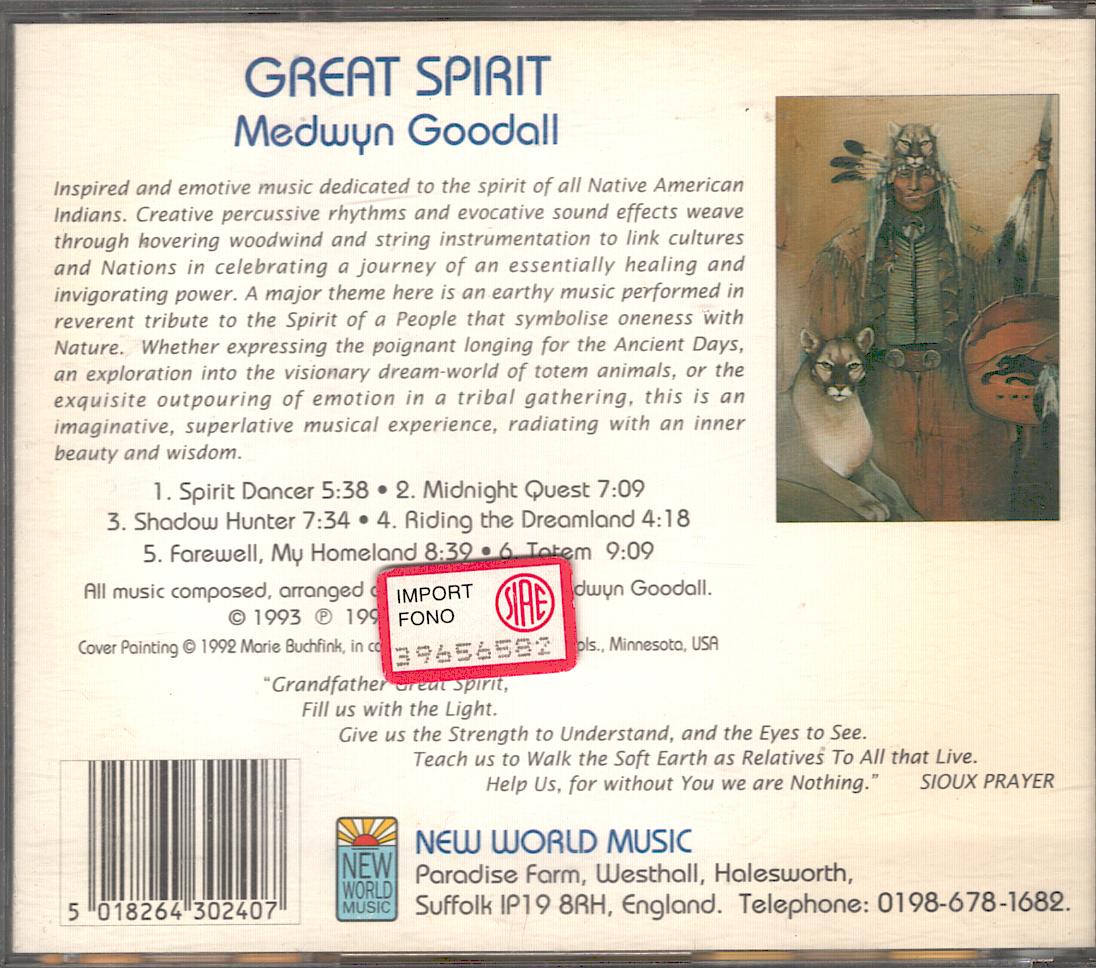 GREAT SPIRIT
Medwyn Goodall
Inspired and emotive music dedicated to the spirit of all Native American
Indians. Creative percussive rhythms and evocative sound effects weave
through hovering woodwind and string instrumentation to link cultures
and Nations in celebrating a journey of an essentially healing and
invigorating power. A major theme here is an earthy music performed in
reverent tribute to the Spirit of a People that symbolise oneness with
Nature. Whether expressing the poignant longing for the Ancient Days,
an exploration into the visionary dream-world of totem animals, or the
exquisite outpouring of emotion in a tribal gathering, this is an
imaginative, superlative musical experience, radiating with an inner
beauty and wisdom.
1. Spirit Dancer 5:38 • 2. Midnight Quest 7:09
3. Shadow Hunter 7:34 • 4. Riding the Dreamland 4:18
5. Farewell, My Homeland 8:39 • 6. Totem 9:09
All music composed, arranged Goodall.
© 1993 ℗
Cover Painting © 1992 Marie Buchfink, in Minnesota, USA
IMPORT
FONO
SIAE
39656582
"Grandfather Great Spirit,
Fill us with the Light.
Give us the Strength to Understand, and the Eyes to See.
Teach us to Walk the Soft Earth as Relatives To All that Live.
Help Us, for without You we are Nothing." SIOUX PRAYER
5 018264 302407
NEW
WORLD
MUSIC
NEW WORLD MUSIC
Paradise Farm, Westhall, Halesworth,
Suffolk IP19 8RH, England. Telephone: 0198-678-1682.